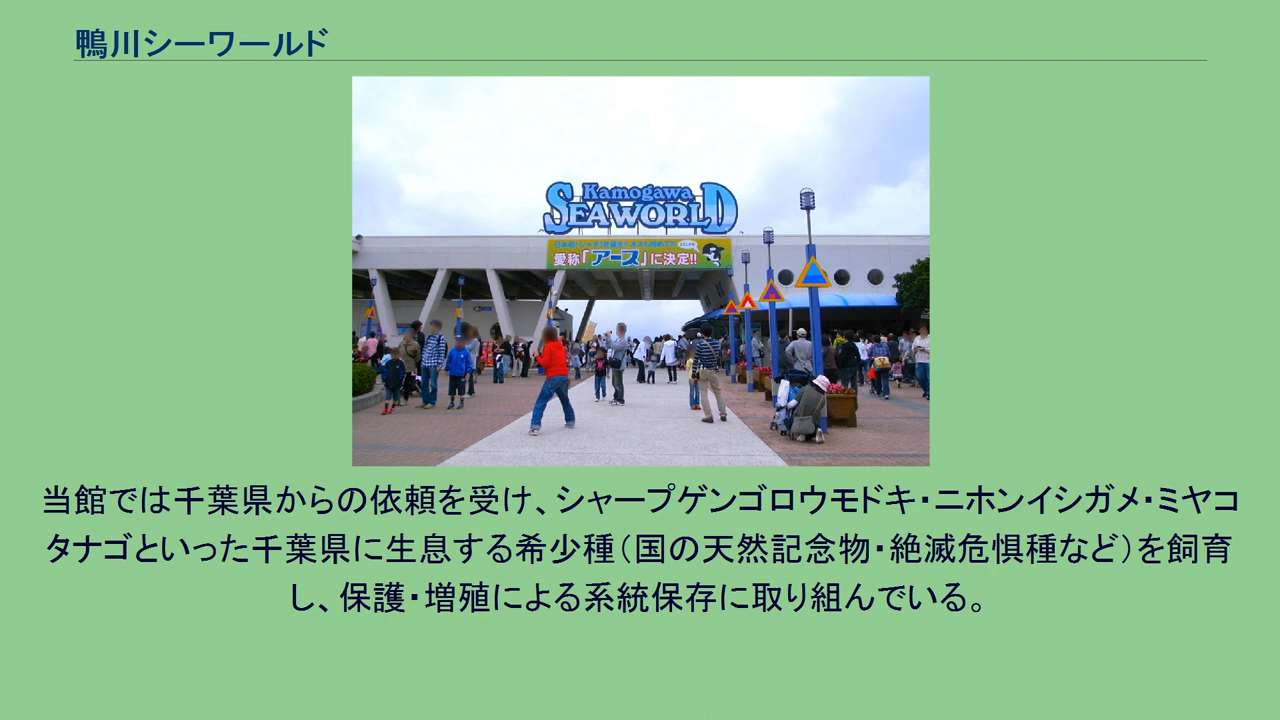 鴨川シーワールド
Kamogawa
SEAWORLD
愛称「アース」に決定!!
当館では千葉県からの依頼を受け、シャープゲンゴロウモドキ・ニホンイシガメ・ミヤコ
タナゴといった千葉県に生息する希少種（国の天然記念物・絶滅危惧種など）を飼育
し、保護・増殖による系統保存に取り組んでいる。